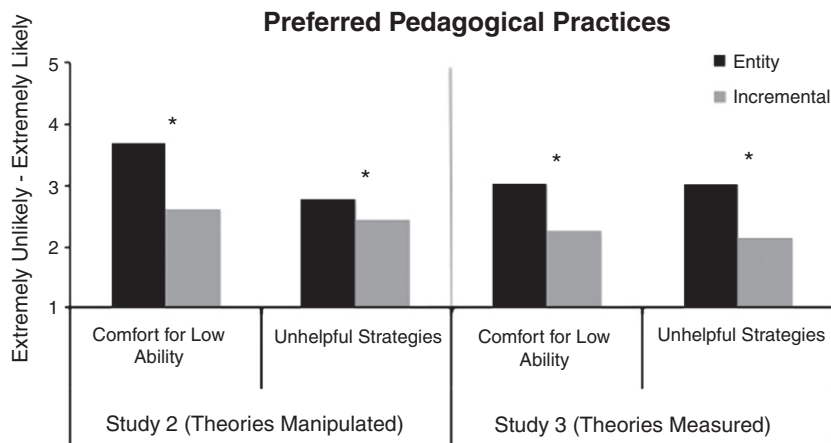 Preferred Pedagogical Practices
Extremely Unlikely - Extremely Likely
5
4
3
2
1
Entity
Incremental
*
*
*
*
Comfort for Low
Ability
Unhelpful Strategies
Comfort for Low
Ability
Unhelpful Strategies
Study 2 (Theories Manipulated)
Study 3 (Theories Measured)